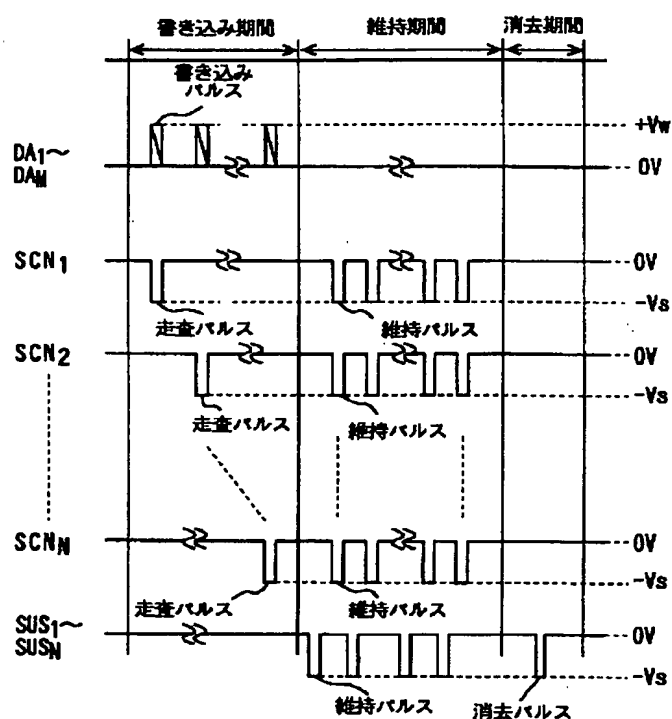 書き込み期間 維持期間 消去期間
書き込み
パルス
+Vw
DA1〜
DAM
0V
SCN1
0V
-Vs
走査パルス 維持パルス
SCN2
0V
-Vs
走査パルス 維持パルス
SCNN
0V
-Vs
走査パルス 維持パルス
SUS1〜
SUSN
0V
-Vs
維持パルス 消去パルス